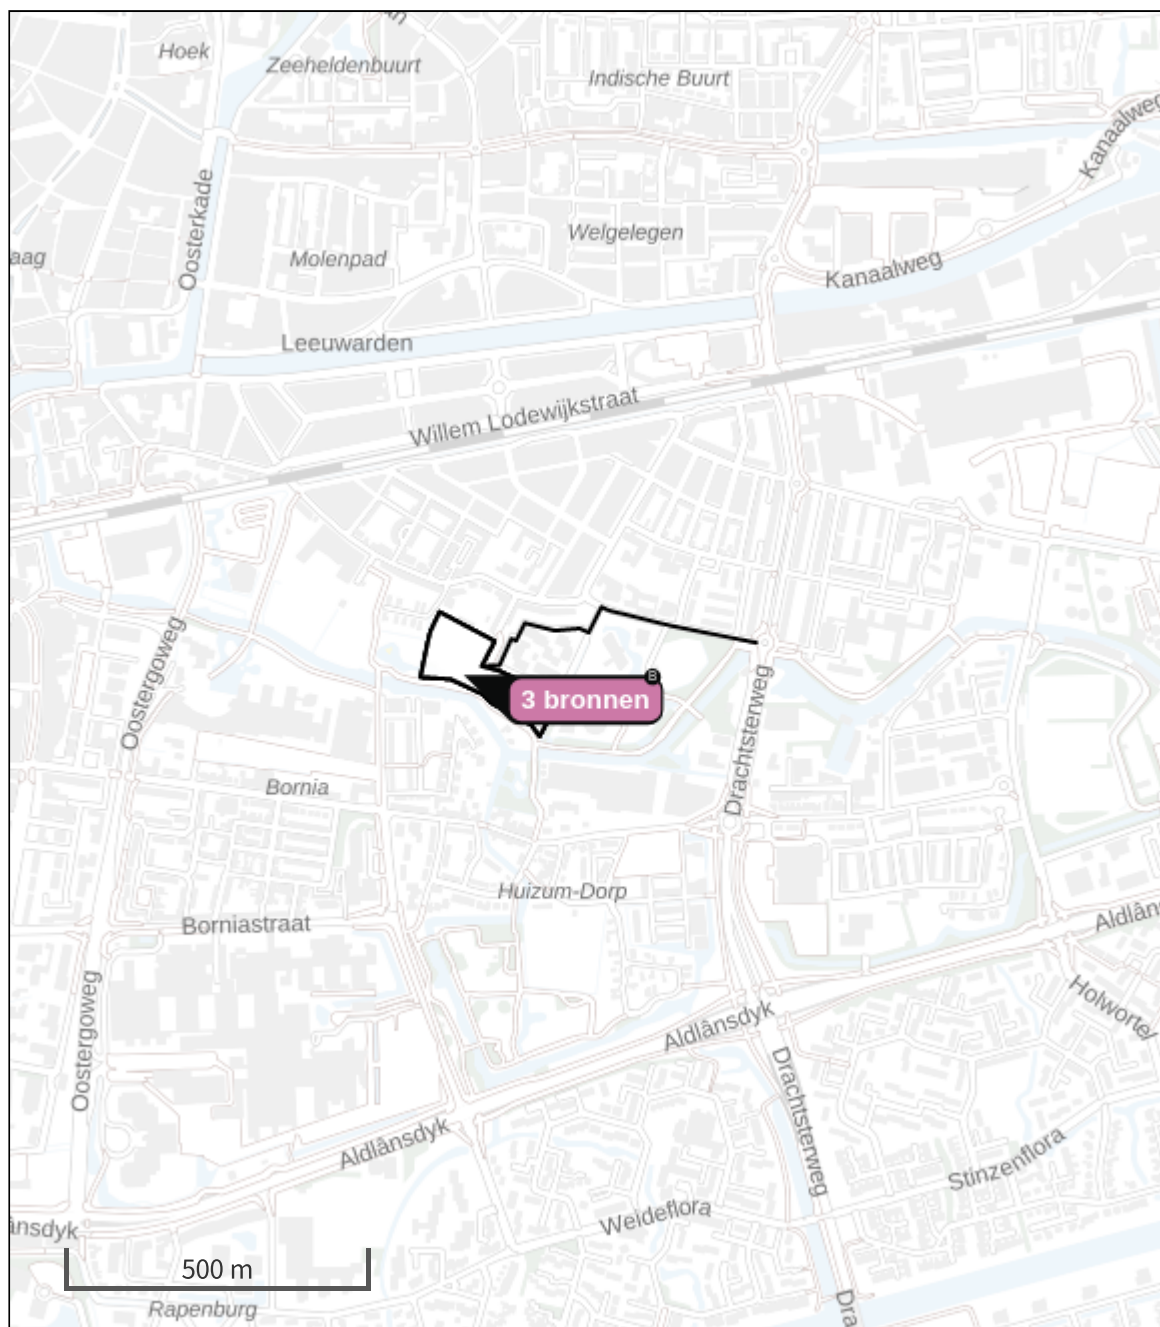 Hoek
Zeeheldenbuurt
Indische Buurt
Kanaalweg
Oosterkade
Welgelegen
aag
Molenpad
Kanaalweg
Leeuwarden
Willem Lodewijkstraat
Oostergoweg
3 bronnen
B
Drachtsterweg
Bornia
Huizum-Dorp
Borniastraat
Aldlân
Oostergoweg
Aldlânsdyk
Holwortel
Drachtsterweg
Aldlânsdyk
Stinzenflora
Weideflora
ânsdyk
500 m
Rapenburg
Dra